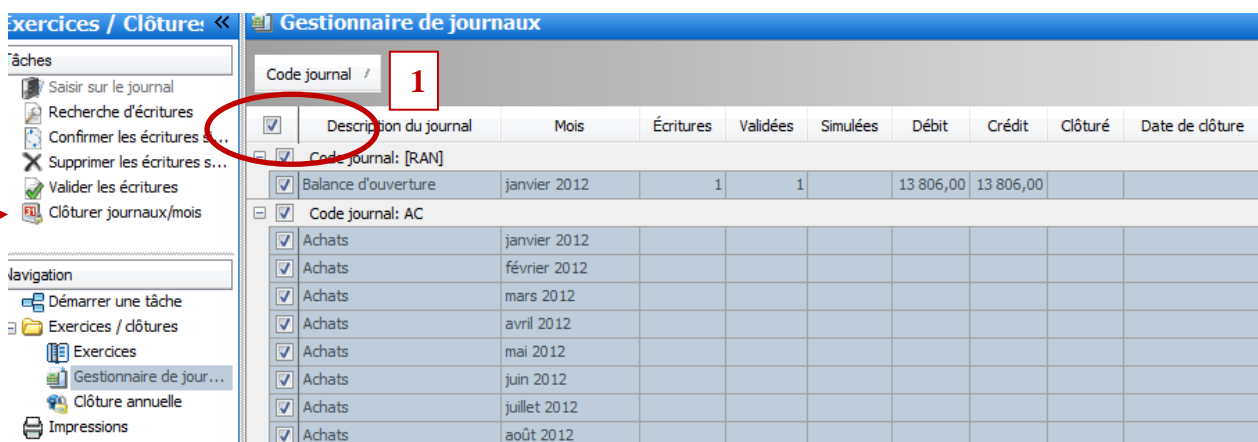 Exercices / Clôture: «
Tâches
Saisir sur le journal
Recherche d'écritures
Confirmer les écritures si...
Supprimer les écritures s...
Valider les écritures
Clôturer journaux/mois
Navigation
Démarrer une tâche
Exercices / clôtures
Exercices
Gestionnaire de jour...
Clôture annuelle
Impressions
Gestionnaire de journaux
Code journal /
1
Description du journal Mois Écritures Validées Simulées Débit Crédit Clôturé Date de clôture
Code journal: [RAN]
Balance d'ouverture janvier 2012 1 1 13 806,00 13 806,00
Code journal: AC
Achats janvier 2012
Achats février 2012
Achats mars 2012
Achats avril 2012
Achats mai 2012
Achats juin 2012
Achats juillet 2012
Achats août 2012